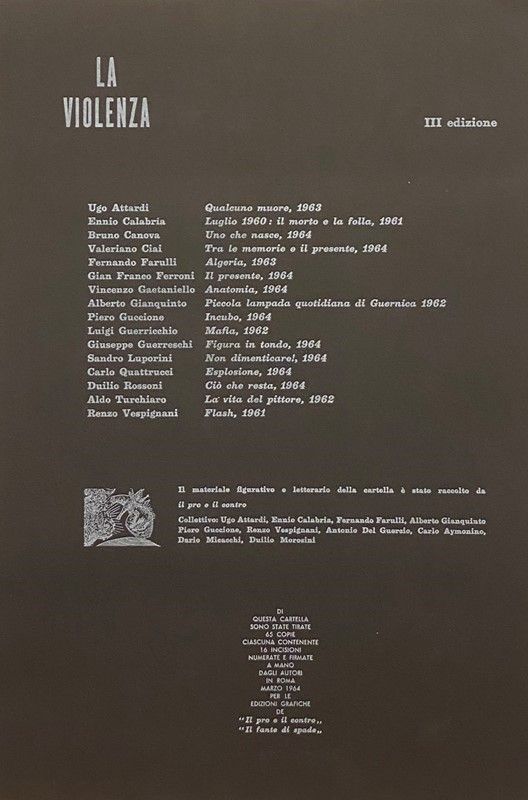 LA
VIOLENZA
III edizione
Ugo Attardi Qualcuno muore, 1963
Ennio Calabria Luglio 1960: il morto e la folla, 1961
Bruno Canova Uno che nasce, 1964
Valeriano Ciai Tra le memorie e il presente, 1964
Fernando Farulli Algeria, 1963
Gian Franco Ferroni Il presente, 1964
Vincenzo Gaetaniello Anatomia, 1964
Alberto Gianquinto Piccola lampada quotidiana di Guernica 1962
Piero Guccione Incubo, 1964
Luigi Guerricchio Mafia, 1962
Giuseppe Guerreschi Figura in tondo, 1964
Sandro Luporini Non dimenticare!, 1964
Carlo Quattrucci Esplosione, 1964
Duilio Rossoni Ciò che resta, 1964
Aldo Turchiaro La vita del pittore, 1962
Renzo Vespignani Flash, 1961
Il materiale figurativo e letterario della cartella è stato raccolto da
il pro e il contro
Collettivo: Ugo Attardi, Ennio Calabria, Fernando Farulli, Alberto Gianquinto
Piero Guccione, Renzo Vespignani, Antonio Del Guercio, Carlo Aymonino,
Dario Micacchi, Duilio Morosini
DI
QUESTA CARTELLA
SONO STATE TIRATE
65 COPIE
CIASCUNA CONTENENTE
16 INCISIONI
NUMERATE E FIRMATE
A MANO
DAGLI AUTORI
IN ROMA
MARZO 1964
PER LE
EDIZIONI GRAFICHE
DE
"Il pro e il contro„
"Il fante di spade„